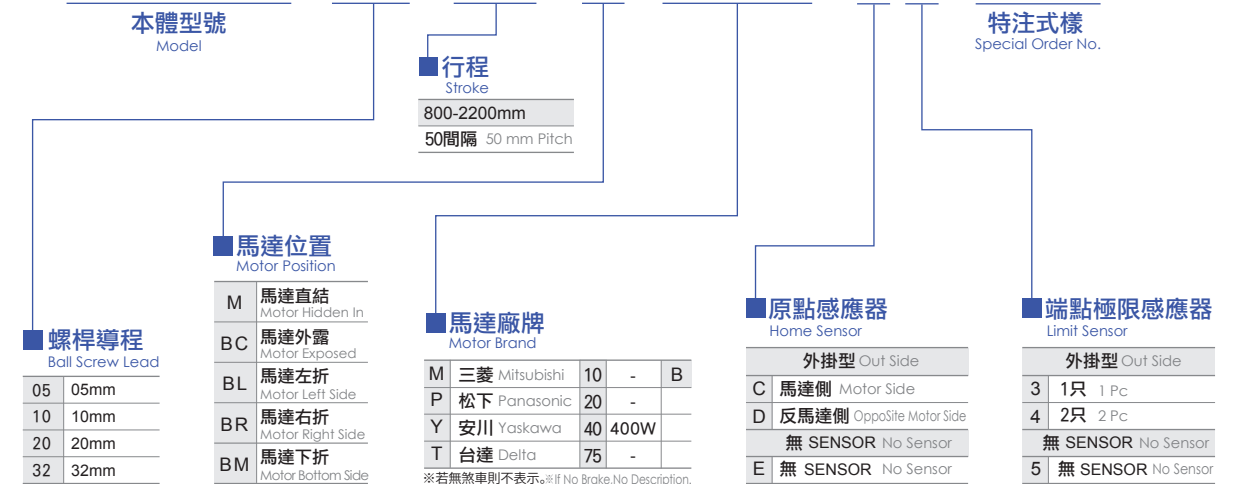 本體型號
Model
特注式樣
Special Order No.
行程
Stroke
800-2200mm
50間隔 50 mm Pitch
螺桿導程
Ball Screw Lead
05 05mm
10 10mm
20 20mm
32 32mm
馬達位置
Motor Position
M 馬達直結
Motor Hidden In
BC 馬達外露
Motor Exposed
BL 馬達左折
Motor Left Side
BR 馬達右折
Motor Right Side
BM 馬達下折
Motor Bottom Side
馬達廠牌
Motor Brand
M 三菱 Mitsubishi 10 - B
P 松下 Panasonic 20 -
Y 安川 Yaskawa 40 400W
T 台達 Delta 75 -
※若無煞車則不表示。※If No Brake,No Description.
原點感應器
Home Sensor
外掛型 Out Side
C 馬達側 Motor Side
D 反馬達側 OppoSite Motor Side
無 SENSOR No Sensor
E 無 SENSOR No Sensor
端點極限感應器
Limit Sensor
外掛型 Out Side
3 1只 1 Pc
4 2只 2 Pc
無 SENSOR No Sensor
5 無 SENSOR No Sensor